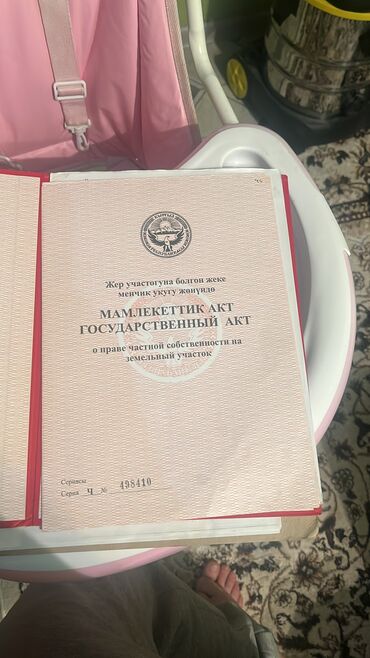 Жер участогуна болгон жеке
менчик укугу жөнүндө
МАМЛЕКЕТТИК АКТ
ГОСУДАРСТВЕННЫЙ АКТ
о праве частной собственности на
земельный участок
Сериясы
Серия Ч № 498410